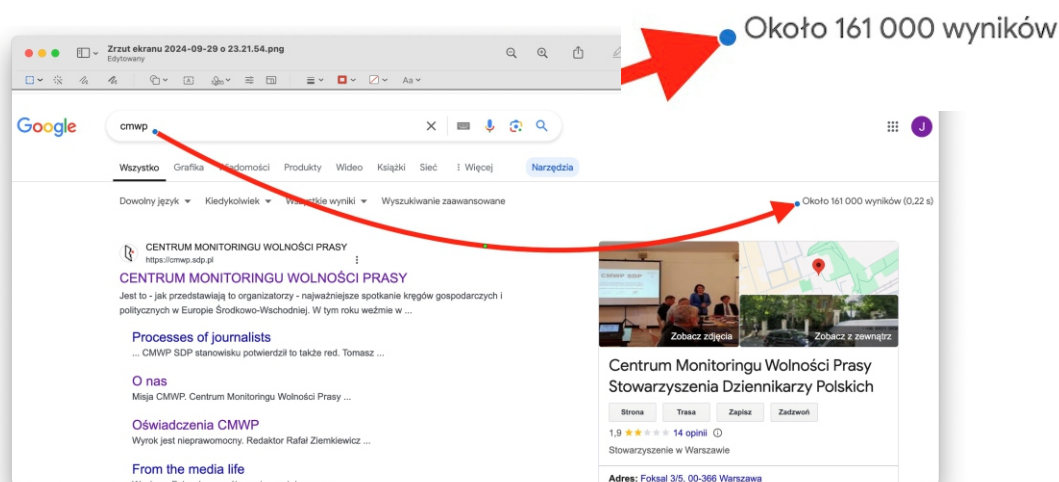 Około 161 000 wyników
Zrzut ekranu 2024-09-29 o 23.21.54.png
Edytowany
Aa
Google
cmwp
J
Wszystko Grafika Wiadomości Produkty Wideo Książki Sieć Więcej Narzędzia
Dowolny język Kiedykolwiek Wszystkie wyniki Wyszukiwanie zaawansowane
Około 161 000 wyników (0,22 s)
CENTRUM MONITORINGU WOLNOŚCI PRASY
https://cmwp.sdp.pl
CENTRUM MONITORINGU WOLNOŚCI PRASY
Jest to - jak przedstawiają to organizatorzy - najważniejsze spotkanie kręgów gospodarczych i
politycznych w Europie Środkowo-Wschodniej. W tym roku weźmie w ...
Processes of journalists
... CMWP SDP stanowisku potwierdził to także red. Tomasz ...
O nas
Misja CMWP. Centrum Monitoringu Wolności Prasy ...
Oświadczenia CMWP
Wyrok jest nieprawomocny. Redaktor Rafał Ziemkiewicz ...
From the media life
CMWP SDP
Zobacz zdjęcia
Zobacz z zewnątrz
Centrum Monitoringu Wolności Prasy
Stowarzyszenia Dziennikarzy Polskich
Strona Trasa Zapisz Zadzwoń
1,9 14 opinii
Stowarzyszenie w Warszawie
Adres: Foksal 3/5, 00-366 Warszawa